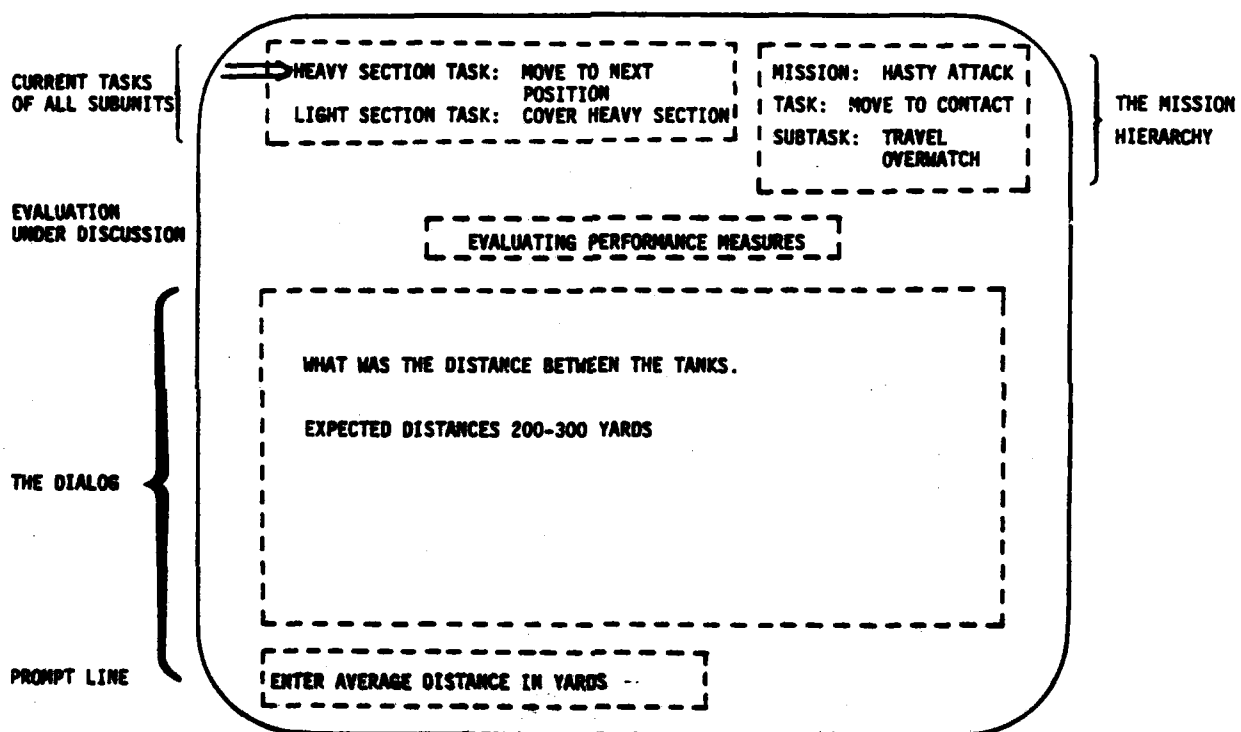 CURRENT TASKS
OF ALL SUBUNITS
HEAVY SECTION TASK: MOVE TO NEXT
POSITION
LIGHT SECTION TASK: COVER HEAVY SECTION
MISSION: HASTY ATTACK
TASK: MOVE TO CONTACT
SUBTASK: TRAVEL
OVERWATCH
THE MISSION
HIERARCHY
EVALUATION
UNDER DISCUSSION
EVALUATING PERFORMANCE MEASURES
THE DIALOG
WHAT WAS THE DISTANCE BETWEEN THE TANKS.
EXPECTED DISTANCES 200-300 YARDS
PROMPT LINE
ENTER AVERAGE DISTANCE IN YARDS